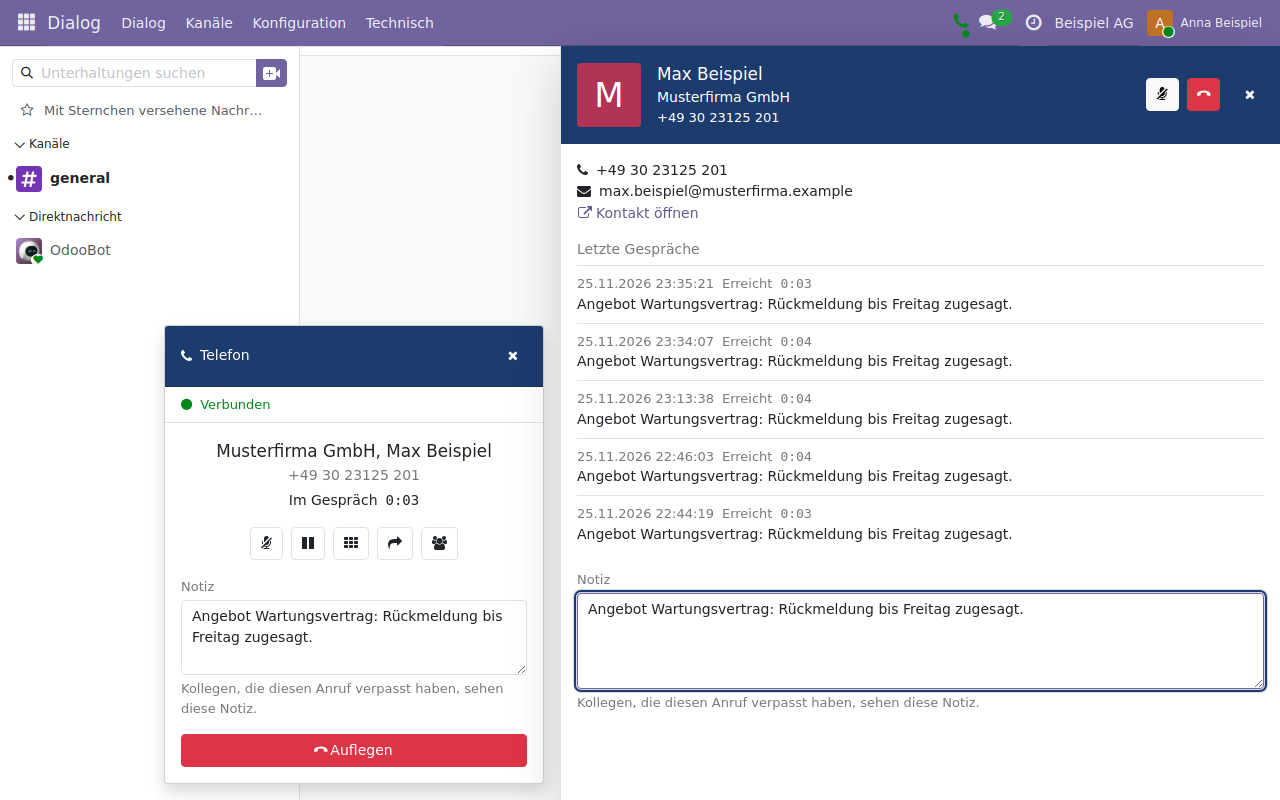 Dialog
Dialog
Kanäle
Konfiguration
Technisch
2
Beispiel AG
A
Anna Beispiel
Unterhaltungen suchen
Mit Sternchen versehene Nachr…
Kanäle
general
Direktnachricht
OdooBot
Telefon
Verbunden
Musterfirma GmbH, Max Beispiel
+49 30 23125 201
Im Gespräch 0:03
Notiz
Angebot Wartungsvertrag: Rückmeldung bis
Freitag zugesagt.
Kollegen, die diesen Anruf verpasst haben, sehen
diese Notiz.
Auflegen
M
Max Beispiel
Musterfirma GmbH
+49 30 23125 201
+49 30 23125 201
max.beispiel@musterfirma.example
Kontakt öffnen
Letzte Gespräche
25.11.2026 23:35:21 Erreicht 0:03
Angebot Wartungsvertrag: Rückmeldung bis Freitag zugesagt.
25.11.2026 23:34:07 Erreicht 0:04
Angebot Wartungsvertrag: Rückmeldung bis Freitag zugesagt.
25.11.2026 23:13:38 Erreicht 0:04
Angebot Wartungsvertrag: Rückmeldung bis Freitag zugesagt.
25.11.2026 22:46:03 Erreicht 0:04
Angebot Wartungsvertrag: Rückmeldung bis Freitag zugesagt.
25.11.2026 22:44:19 Erreicht 0:03
Angebot Wartungsvertrag: Rückmeldung bis Freitag zugesagt.
Notiz
Angebot Wartungsvertrag: Rückmeldung bis Freitag zugesagt.
Kollegen, die diesen Anruf verpasst haben, sehen diese Notiz.